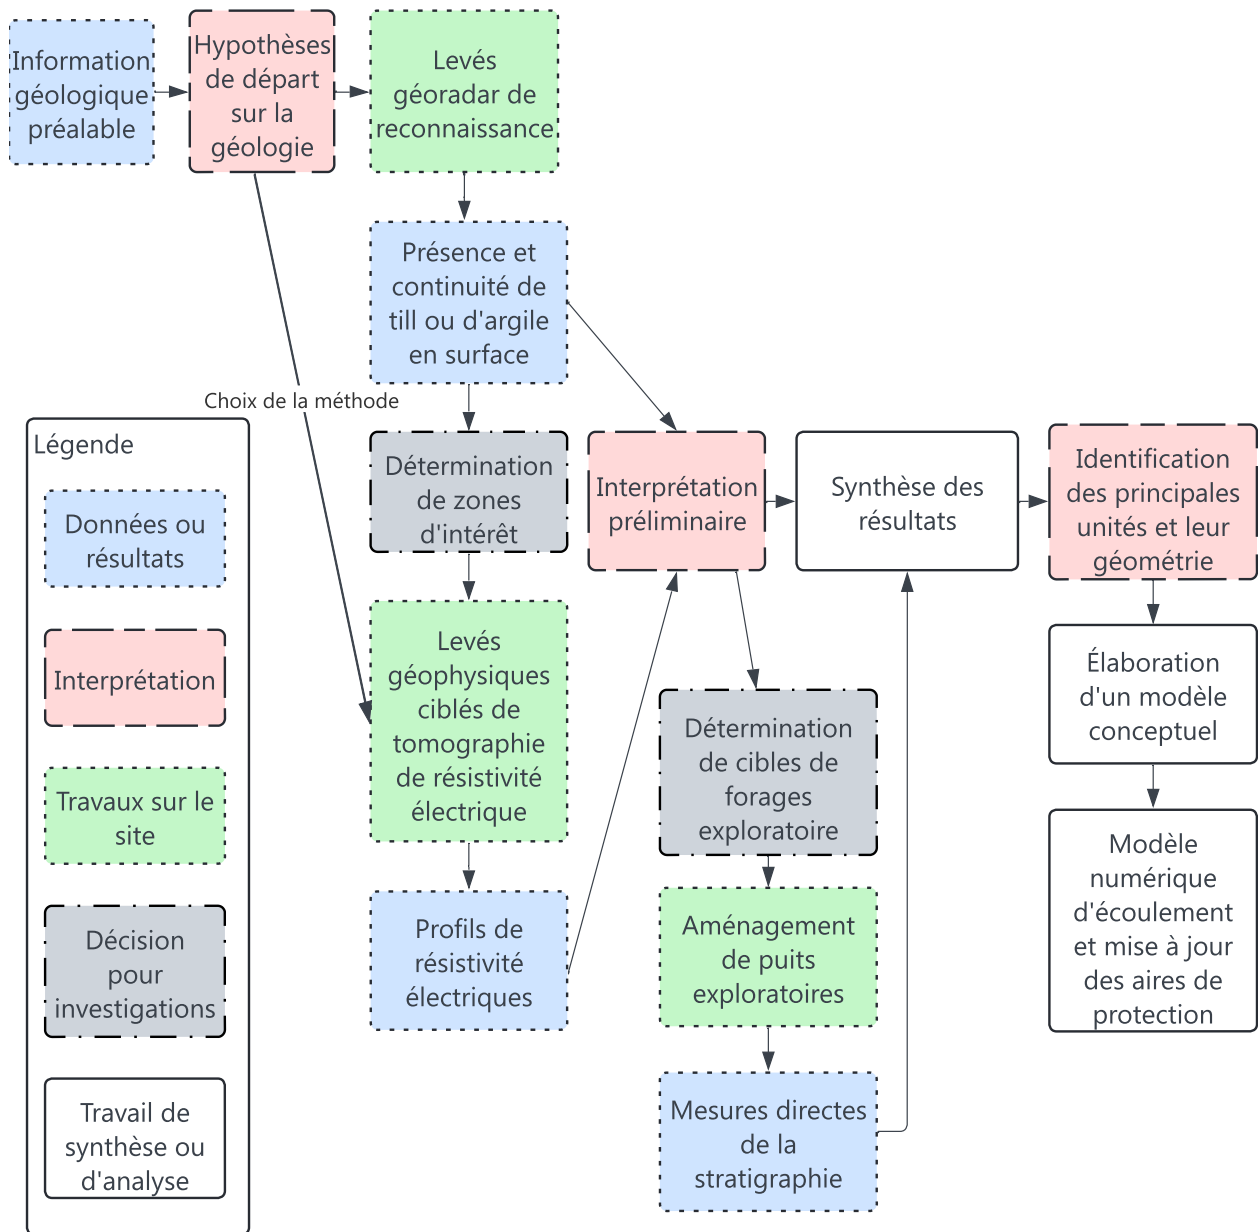 Information
géologique
préalable
Hypothèses
de départ
sur la
géologie
Levés
géoradar de
reconnaissance
Présence et
continuité de
till ou d'argile
en surface
Choix de la méthode
Détermination
de zones
d'intérêt
Levés
géophysiques
ciblés de
tomographie
de résistivité
électrique
Profils de
résistivité
électriques
Interprétation
préliminaire
Détermination
de cibles de
forages
exploratoire
Aménagement
de puits
exploratoires
Mesures directes
de la
stratigraphie
Synthèse des
résultats
Identification
des principales
unités et leur
géométrie
Élaboration
d'un modèle
conceptuel
Modèle
numérique
d'écoulement
et mise à jour
des aires de
protection
Légende
Données ou
résultats
Interprétation
Travaux sur le
site
Décision
pour
investigations
Travail de
synthèse ou
d'analyse